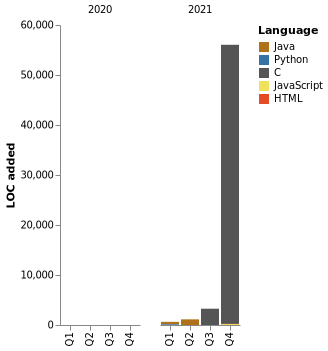 2020
2021
Language
Java
Python
C
JavaScript
HTML
LOC added
60,000
50,000
40,000
30,000
20,000
10,000
0
Q1 Q2 Q3 Q4
Q1 Q2 Q3 Q4